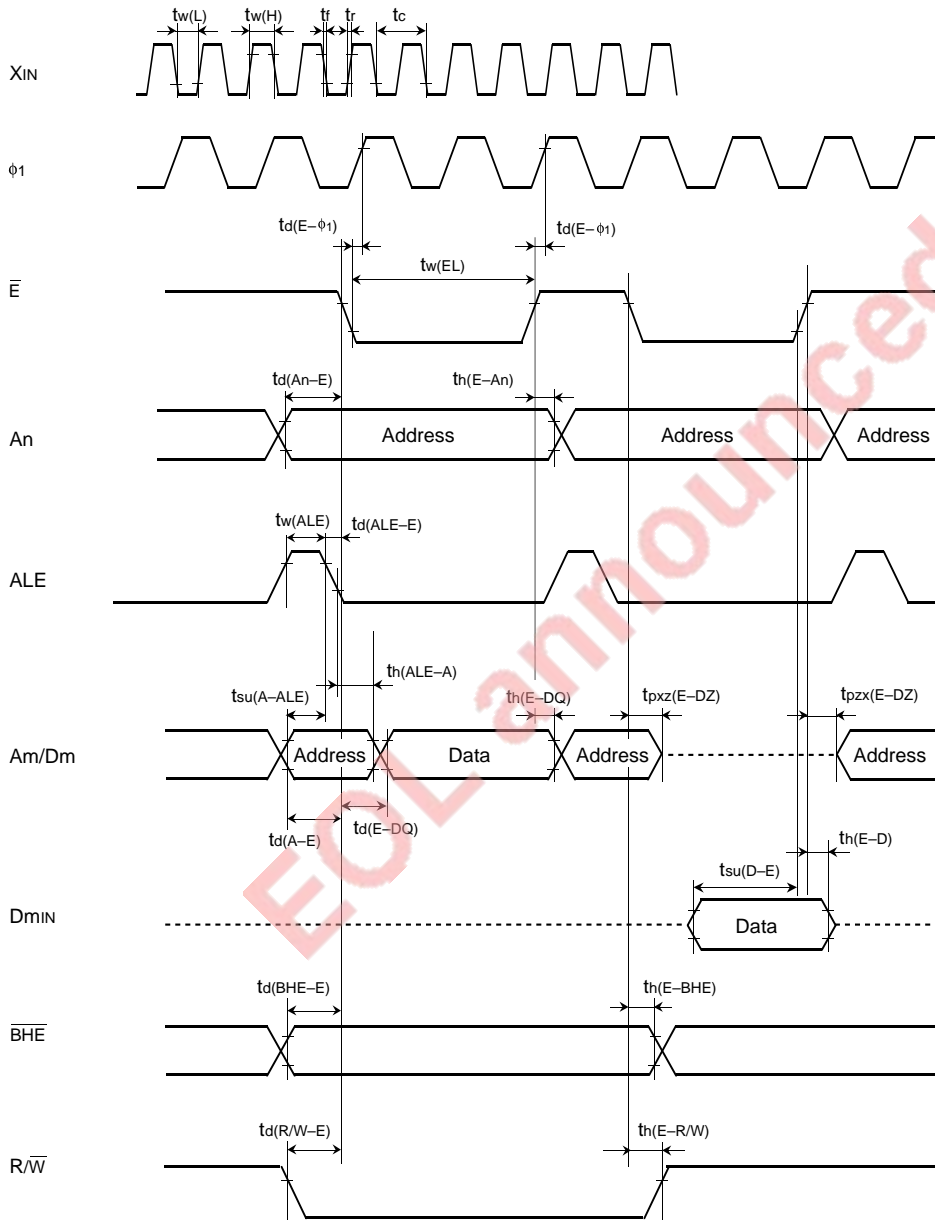 tw(L) tw(H) tf tr tc
XIN
ϕ1
td(E–ϕ1) td(E–ϕ1)
tw(EL)
E̅
td(An–E) th(E–An)
An Address Address Address
tw(ALE) td(ALE–E)
ALE
th(ALE–A)
tsu(A–ALE) th(E–DQ) tpxz(E–DZ) tpzx(E–DZ)
Am/Dm Address Data Address Address
td(A–E) td(E–DQ) th(E–D)
tsu(D–E)
DmIN Data
td(BHE–E) th(E–BHE)
B̅H̅E̅
td(R/W–E) th(E–R/W)
R/W̅
EOL announced